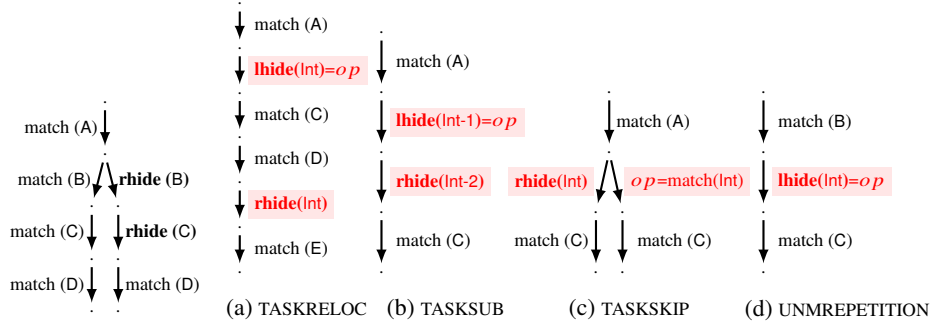 match (A)
match (B) rhide (B)
match (C) rhide (C)
match (D) match (D)
match (A)
lhide(Int)=op
match (C)
match (D)
rhide(Int)
match (E)
(a) TASKRELOC
match (A)
lhide(Int-1)=op
rhide(Int-2)
match (C)
(b) TASKSUB
match (A)
rhide(Int) op=match(Int)
match (C) match (C)
(c) TASKSKIP
match (B)
lhide(Int)=op
match (C)
(d) UNMREPETITION